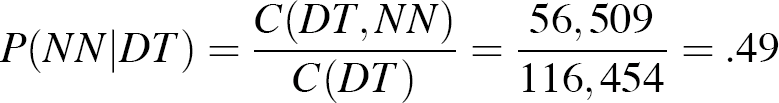 P(NN|DT) = C(DT,NN) / C(DT) = 56,509 / 116,454 = .49